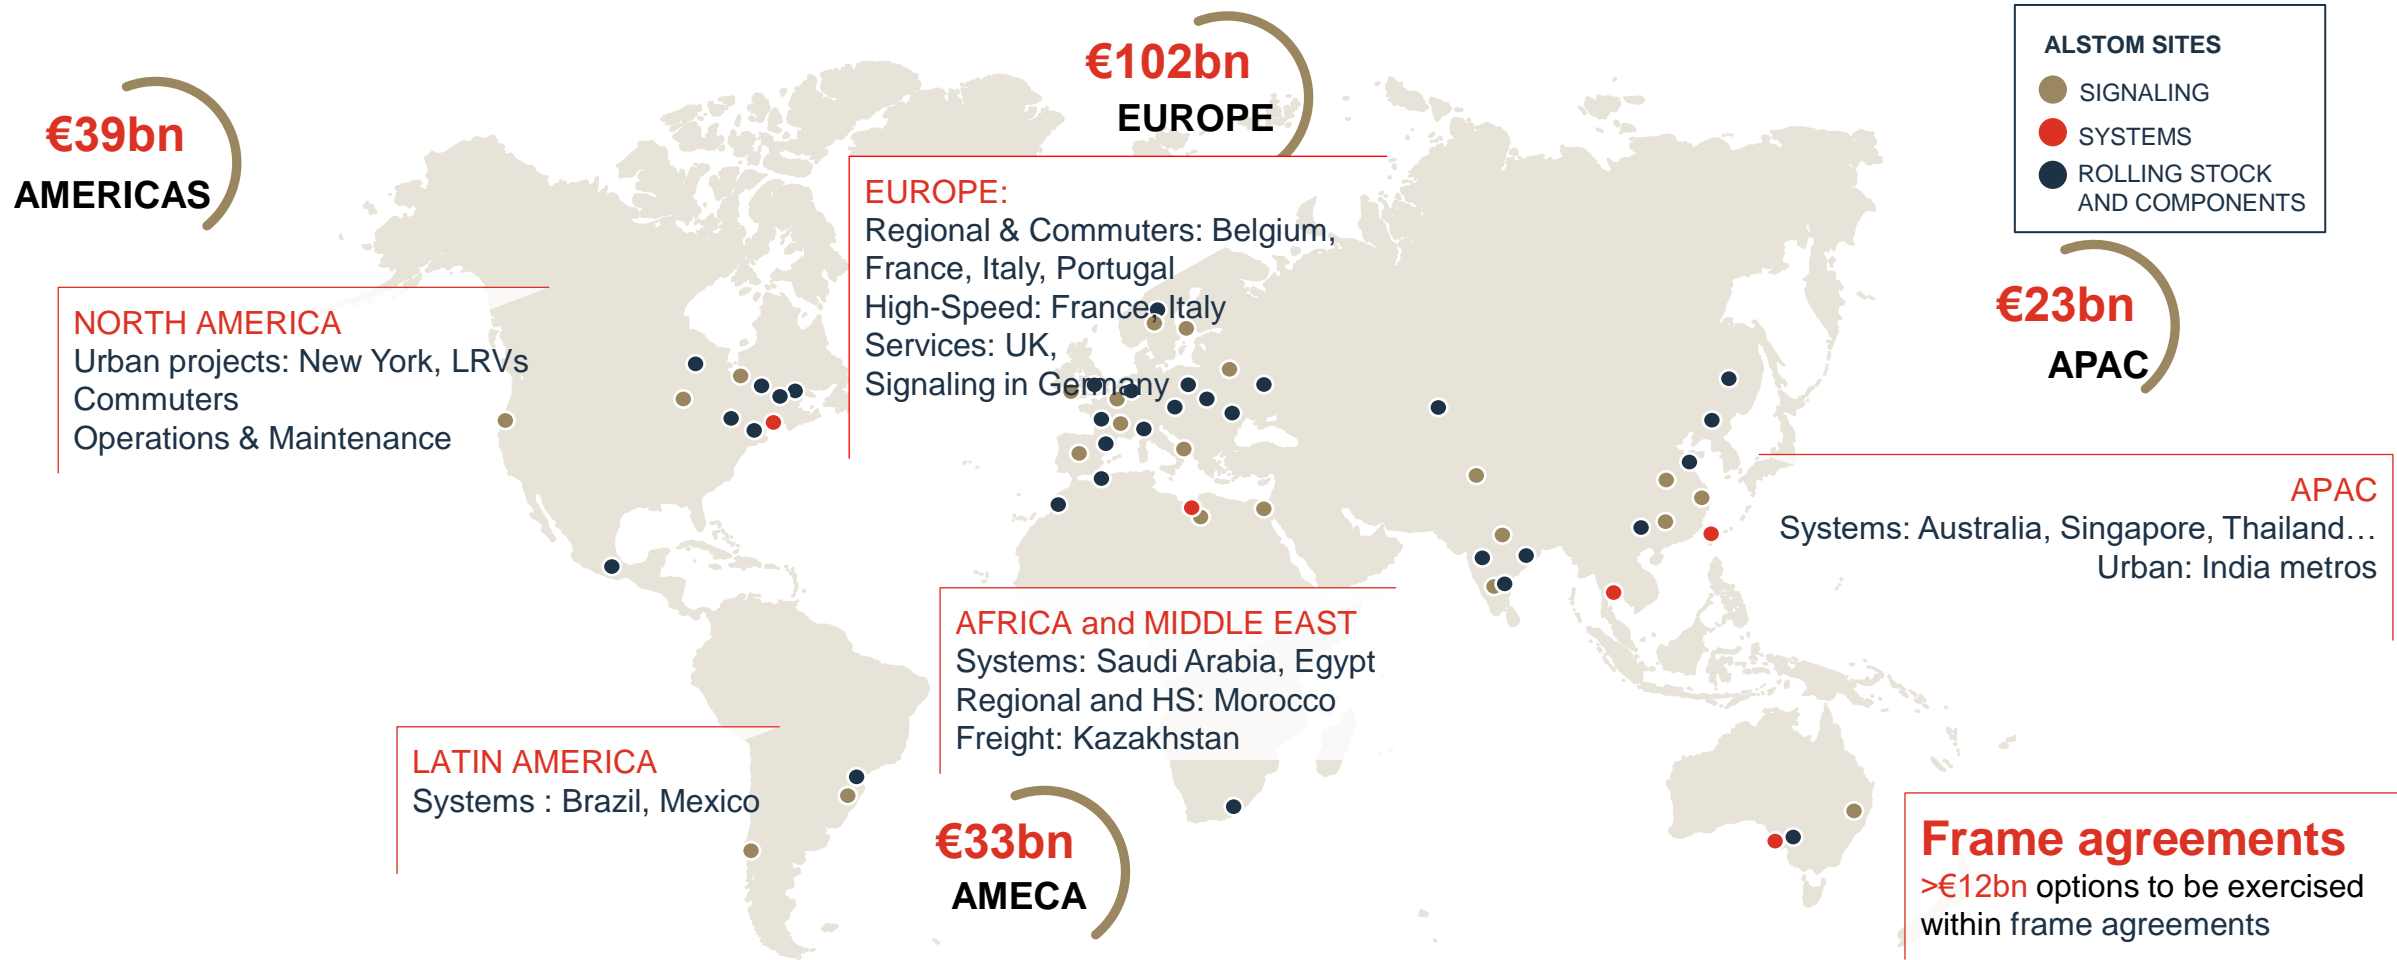 €39bn
AMERICAS
€102bn
EUROPE
ALSTOM SITES
SIGNALING
SYSTEMS
ROLLING STOCK
AND COMPONENTS
€23bn
APAC
NORTH AMERICA
Urban projects: New York, LRVs
Commuters
Operations & Maintenance
EUROPE:
Regional & Commuters: Belgium,
France, Italy, Portugal
High-Speed: France, Italy
Services: UK,
Signaling in Germany
APAC
Systems: Australia, Singapore, Thailand…
Urban: India metros
AFRICA and MIDDLE EAST
Systems: Saudi Arabia, Egypt
Regional and HS: Morocco
Freight: Kazakhstan
LATIN AMERICA
Systems : Brazil, Mexico
€33bn
AMECA
Frame agreements
>€12bn options to be exercised
within frame agreements